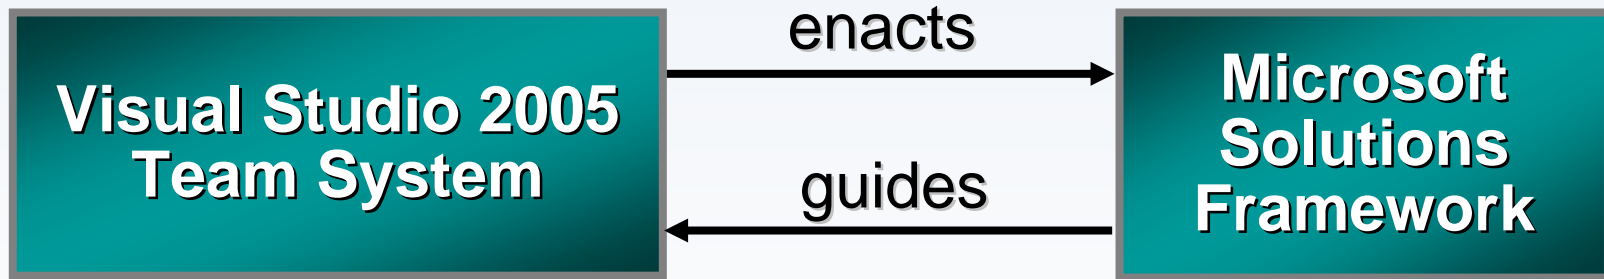 Visual Studio 2005
Team System
enacts
guides
Microsoft
Solutions
Framework